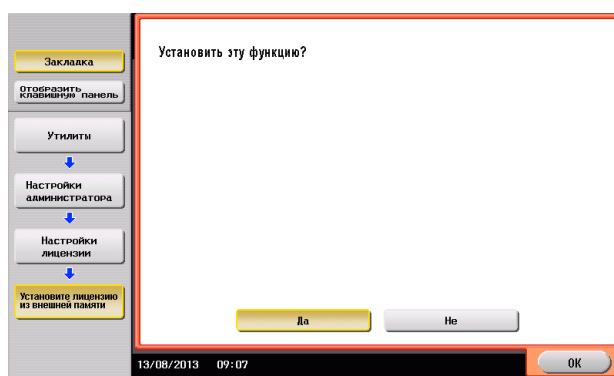 Установить эту функцию?
Закладка
Отобразить
клавишную панель
Утилиты
Настройки
администратора
Настройки
лицензии
Установите лицензию
из внешней памяти
Да
Не
13/08/2013 09:07
ОК